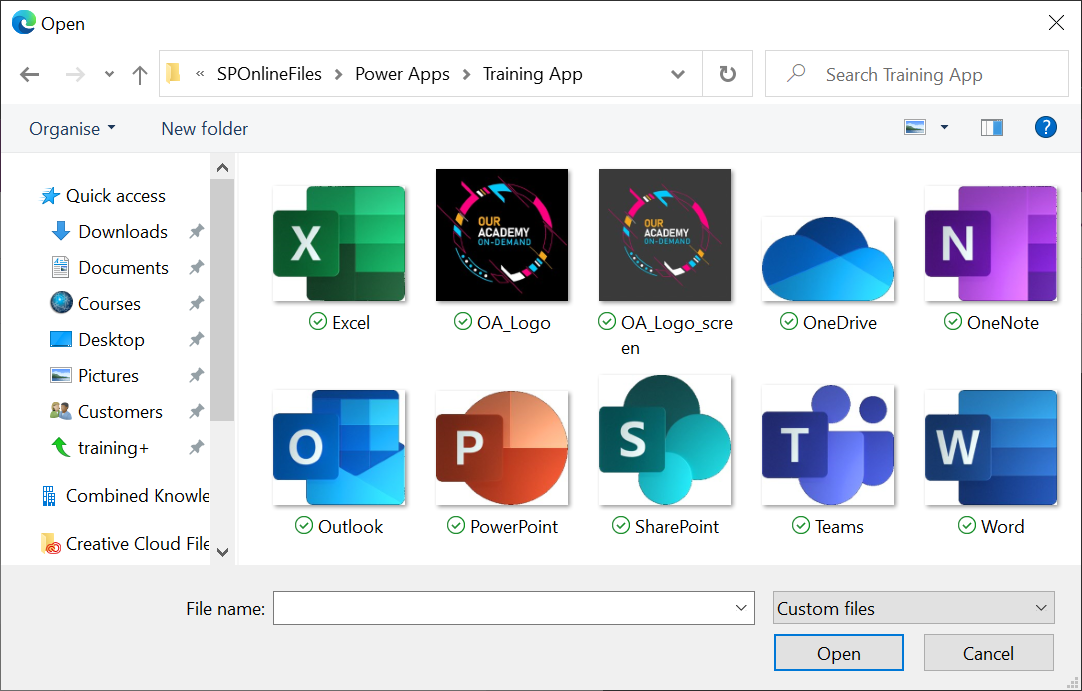 Open
« SPOnlineFiles > Power Apps > Training App
Search Training App
Organise
New folder
?
Quick access
Downloads
Documents
Courses
Desktop
Pictures
Customers
training+
Combined Knowle
Creative Cloud File
X
OUR
ACADEMY
ON-DEMAND
OUR
ACADEMY
ON-DEMAND
N
Excel
OA_Logo
OA_Logo_scre
en
OneDrive
OneNote
O
P
S
T
W
Outlook
PowerPoint
SharePoint
Teams
Word
File name:
Custom files
Open
Cancel